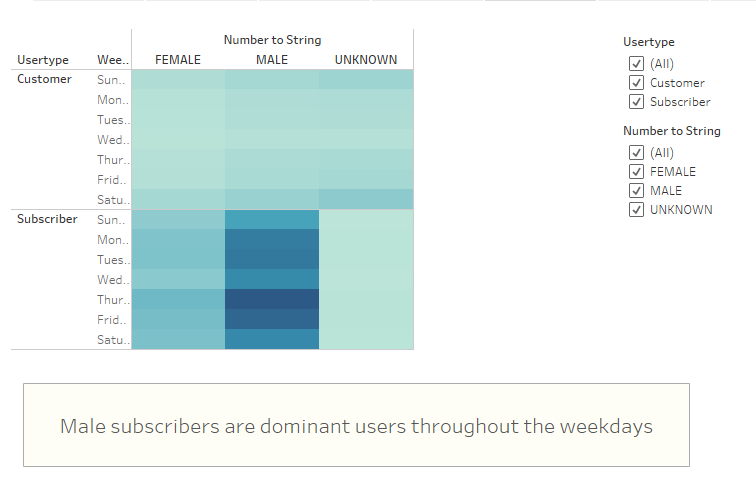 Number to String
Usertype Wee.. FEMALE MALE UNKNOWN
Customer Sun..
Mon..
Tues..
Wed..
Thur..
Frid..
Satu..
Subscriber Sun..
Mon..
Tues..
Wed..
Thur..
Frid..
Satu..
Usertype
(All)
Customer
Subscriber
Number to String
(All)
FEMALE
MALE
UNKNOWN
Male subscribers are dominant users throughout the weekdays